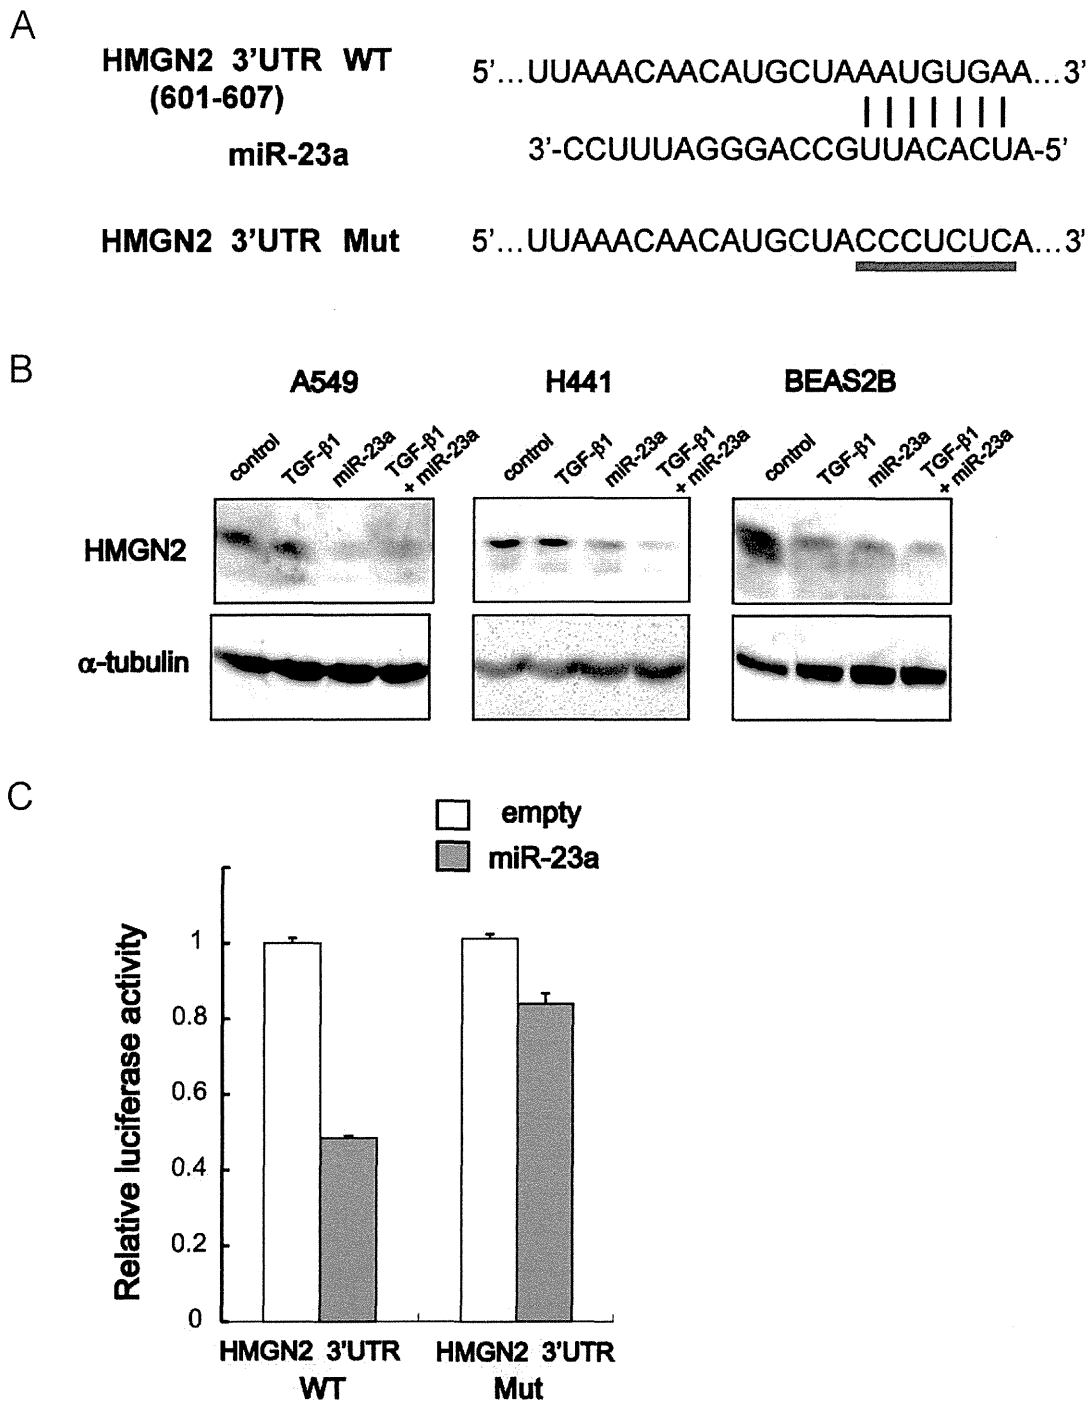 A
HMGN2 3'UTR WT
(601-607)
5'...UUAAACAACAUGCUAAAUGUGAA...3'
miR-23a
3'-CCUUUAGGGACCGUUACACUA-5'
HMGN2 3'UTR Mut
5'...UUAAACAACAUGCUACCCUCUCA...3'
B
A549
H441
BEAS2B
control
TGF-β1
miR-23a
TGF-β1
+ miR-23a
control
TGF-β1
miR-23a
TGF-β1
+ miR-23a
control
TGF-β1
miR-23a
TGF-β1
+ miR-23a
HMGN2
α-tubulin
C
empty
miR-23a
Relative luciferase activity
1
0.8
0.6
0.4
0.2
0
HMGN2 3'UTR
WT
HMGN2 3'UTR
Mut